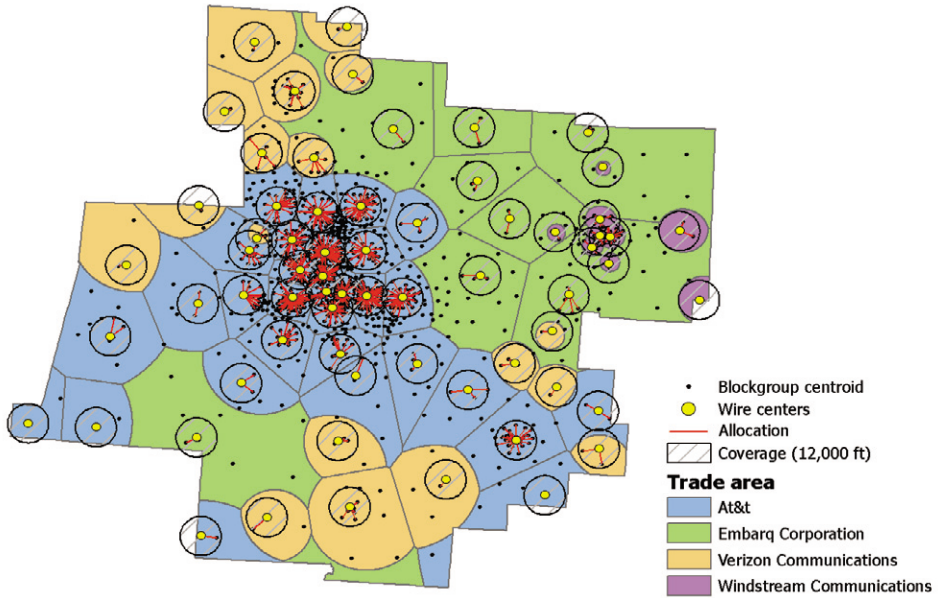 Blockgroup centroid
Wire centers
Allocation
Coverage (12,000 ft)
Trade area
At&t
Embarq Corporation
Verizon Communications
Windstream Communications